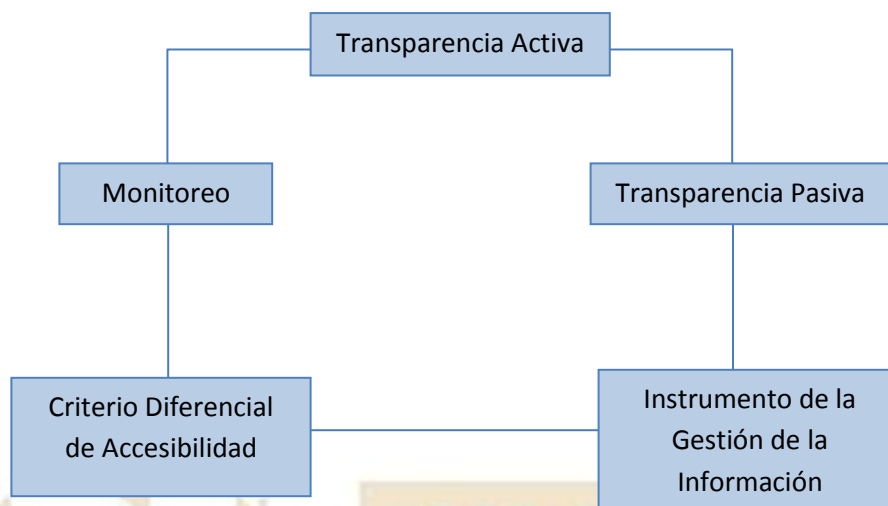 Transparencia Activa
Monitoreo
Transparencia Pasiva
Criterio Diferencial
de Accesibilidad
Instrumento de la
Gestión de la
Información